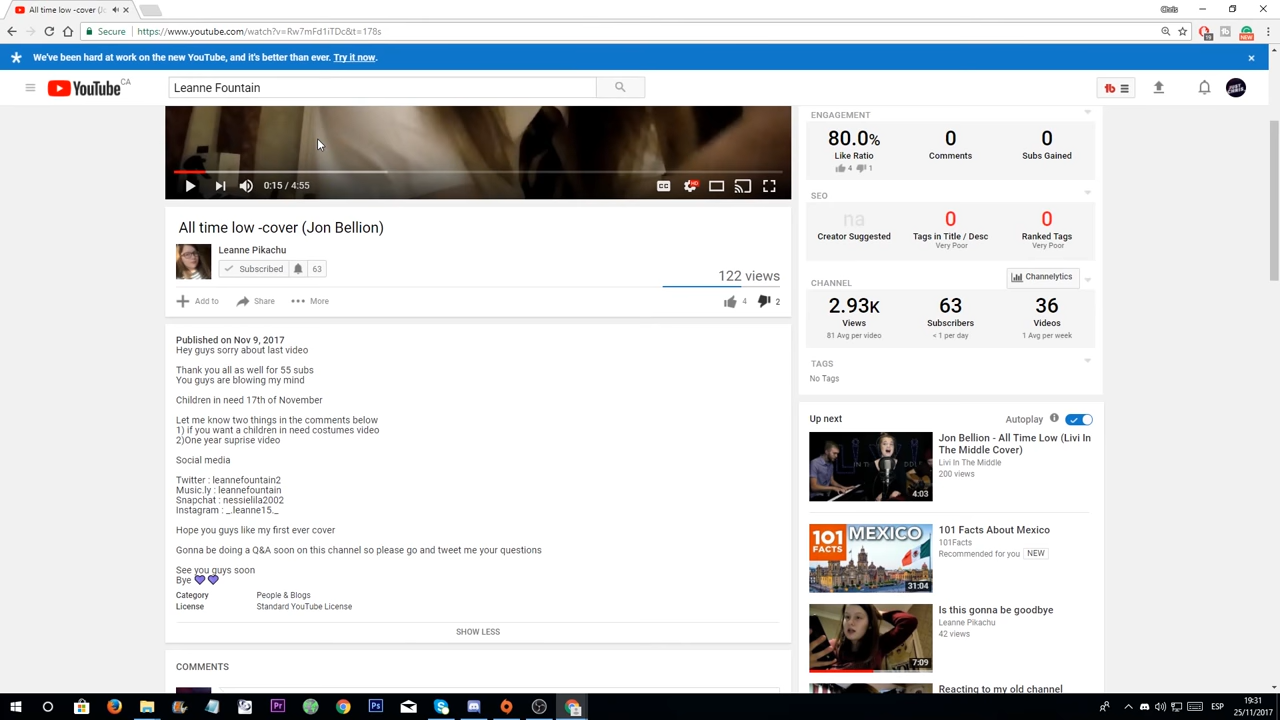 All time low -cover (Jo
Chris
Secure
https://www.youtube.com/watch?v=Rw7mFd1iTDc&t=178s
19
NEW
We've been hard at work on the new YouTube, and it's better than ever. Try it now.
YouTube CA
Leanne Fountain
tb
0:15 / 4:55
CC
HD
All time low -cover (Jon Bellion)
Leanne Pikachu
Subscribed 63
122 views
Add to Share More
4 2
Published on Nov 9, 2017
Hey guys sorry about last video
Thank you all as well for 55 subs
You guys are blowing my mind
Children in need 17th of November
Let me know two things in the comments below
1) if you want a children in need costumes video
2)One year suprise video
Social media
Twitter : leannefountain2
Music.ly : leannefountain
Snapchat : nessielila2002
Instagram : _.leanne15._
Hope you guys like my first ever cover
Gonna be doing a Q&A soon on this channel so please go and tweet me your questions
See you guys soon
Bye 💜💜
Category People & Blogs
License Standard YouTube License
SHOW LESS
COMMENTS
ENGAGEMENT
80.0% 0 0
Like Ratio Comments Subs Gained
4 1
SEO
na 0 0
Creator Suggested Tags in Title / Desc Ranked Tags
Very Poor Very Poor
CHANNEL Channelytics
2.93K 63 36
Views Subscribers Videos
81 Avg per video < 1 per day 1 Avg per week
TAGS
No Tags
Up next Autoplay
Jon Bellion - All Time Low (Livi In
The Middle Cover)
Livi In The Middle
200 views
4:03
101 FACTS MEXICO
101 Facts About Mexico
101Facts
Recommended for you NEW
31:04
Is this gonna be goodbye
Leanne Pikachu
42 views
7:09
Reacting to my old channel
Pr
Ps
ESP
19:31
25/11/2017